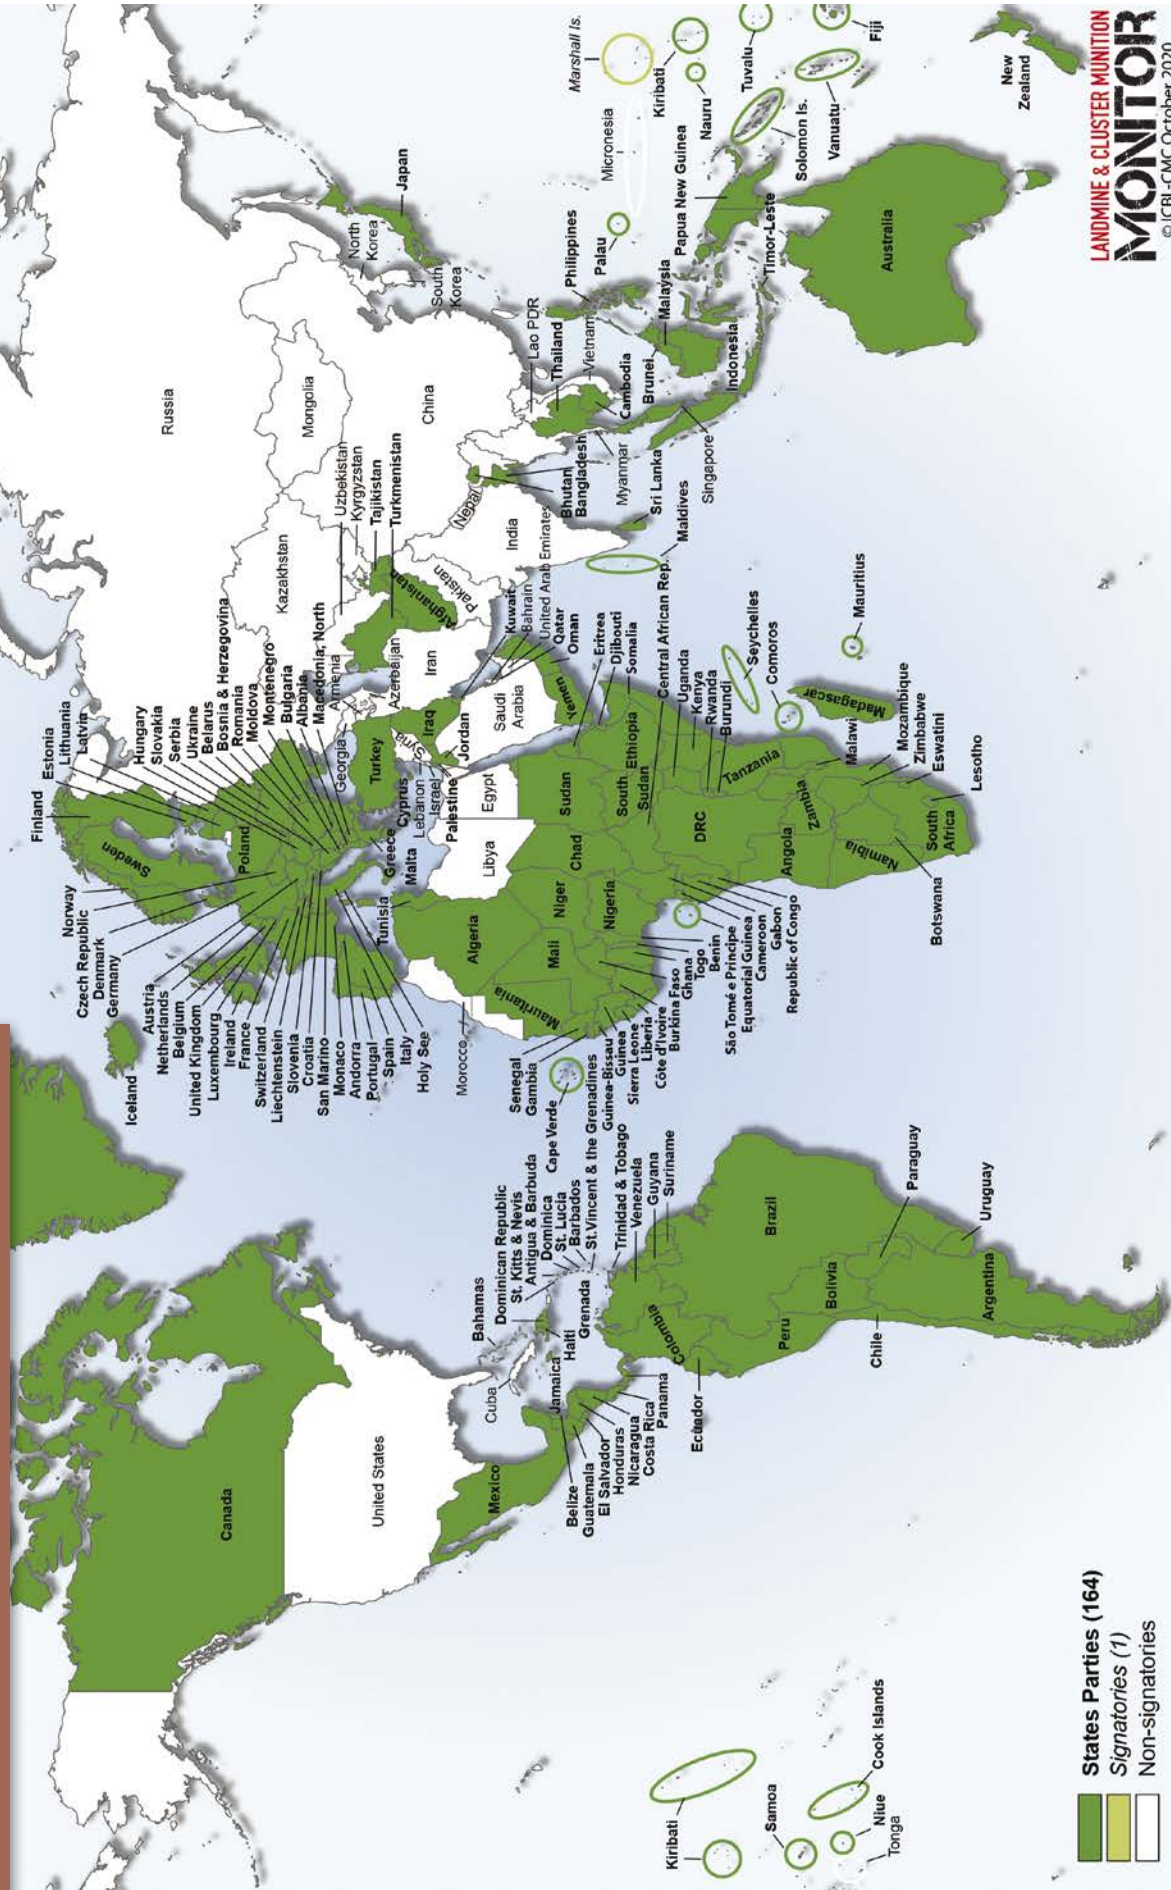 Canada
United States
Mexico
Bahamas
Cuba
Dominican Republic
St. Kitts & Nevis
Antigua & Barbuda
Dominica
St. Lucia
Barbados
St. Vincent & the Grenadines
Trinidad & Tobago
Venezuela
Guyana
Suriname
Jamaica
Haiti
Grenada
Belize
Guatemala
El Salvador
Honduras
Nicaragua
Costa Rica
Panama
Colombia
Ecuador
Peru
Brazil
Bolivia
Chile
Paraguay
Uruguay
Argentina
Kiribati
Samoa
Cook Islands
Niue
Tonga
Iceland
Norway
Czech Republic
Denmark
Germany
Austria
Netherlands
Belgium
United Kingdom
Luxembourg
Ireland
France
Switzerland
Liechtenstein
Slovenia
Croatia
San Marino
Monaco
Andorra
Portugal
Spain
Italy
Holy See
Finland
Sweden
Estonia
Lithuania
Latvia
Poland
Hungary
Slovakia
Serbia
Ukraine
Belarus
Bosnia & Herzegovina
Romania
Moldova
Montenegro
Bulgaria
Albania
Macedonia, North
Armenia
Georgia
Azerbaijan
Turkey
Greece
Malta
Cyprus
Syria
Lebanon
Israel
Palestine
Jordan
Iraq
Iran
Kuwait
Bahrain
United Arab Emirates
Qatar
Oman
Saudi
Arabia
Yemen
Morocco
Tunisia
Algeria
Libya
Egypt
Mauritania
Mali
Niger
Chad
Sudan
Eritrea
Djibouti
Somalia
Senegal
Gambia
Cape Verde
Guinea-Bissau
Guinea
Sierra Leone
Liberia
Côte d'Ivoire
Burkina Faso
Ghana
Togo
Benin
Nigeria
São Tomé e Príncipe
Equatorial Guinea
Cameroon
Gabon
Republic of Congo
South
Sudan
Ethiopia
Central African Rep.
Uganda
Kenya
Rwanda
Burundi
DRC
Tanzania
Angola
Zambia
Malawi
Mozambique
Zimbabwe
Eswatini
Lesotho
Namibia
South
Africa
Botswana
Madagascar
Seychelles
Comoros
Mauritius
Russia
Kazakhstan
Mongolia
China
Uzbekistan
Kyrgyzstan
Tajikistan
Turkmenistan
Afghanistan
Pakistan
Nepal
India
Bhutan
Bangladesh
Myanmar
Sri Lanka
Maldives
North
Korea
South
Korea
Japan
Lao PDR
Thailand
Vietnam
Cambodia
Philippines
Brunei
Malaysia
Singapore
Indonesia
Timor-Leste
Palau
Micronesia
Marshall Is.
Kiribati
Nauru
Papua New Guinea
Tuvalu
Solomon Is.
Vanuatu
Fiji
Australia
New
Zealand
States Parties (164)
Signatories (1)
Non-signatories
LANDMINE & CLUSTER MUNITION
MONITOR
© ICBL-CMC October 2020